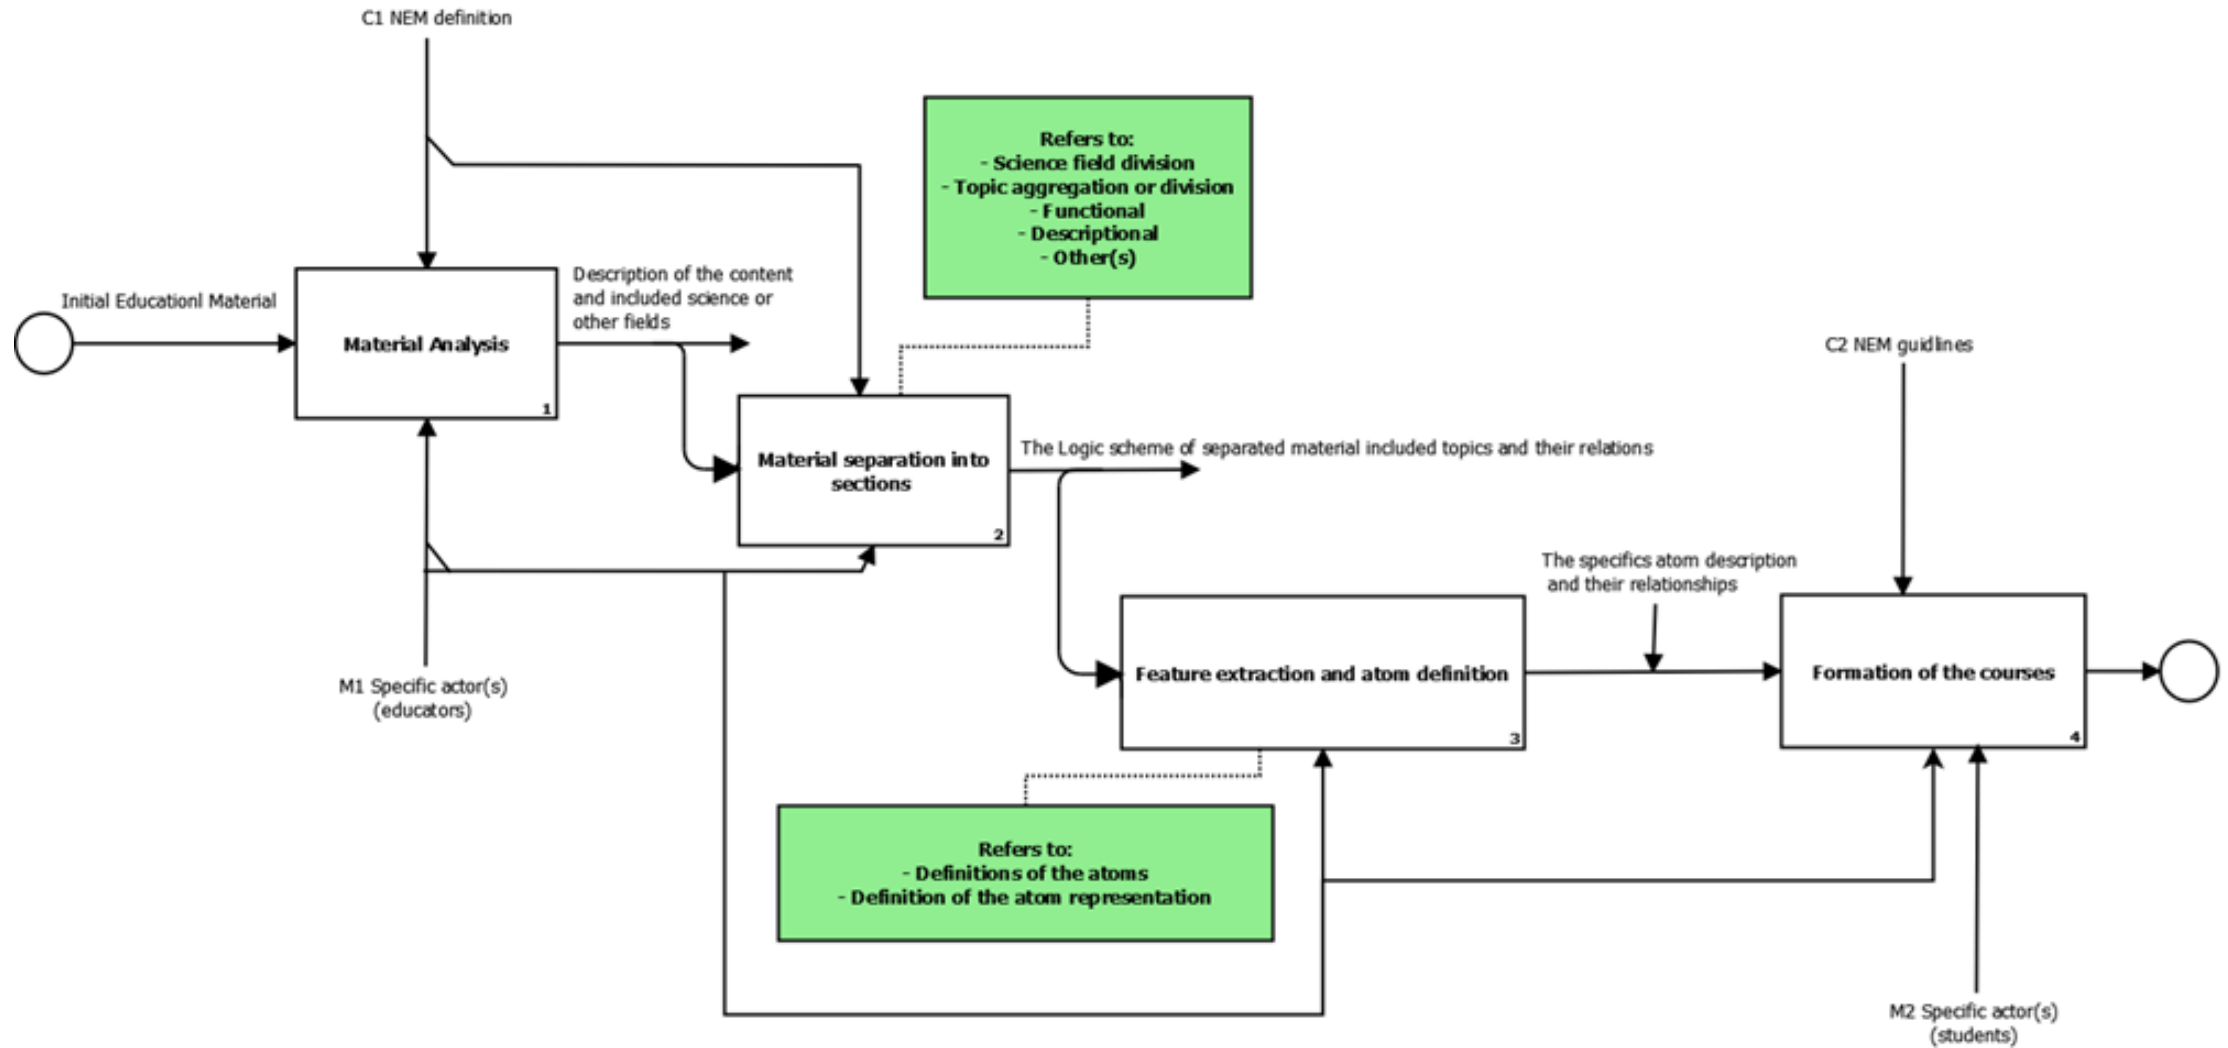 C1 NEM definition
Refers to:
- Science field division
- Topic aggregation or division
- Functional
- Descriptional
- Other(s)
Initial Educationl Material
Material Analysis
1
Description of the content
and included science or
other fields
C2 NEM guidlines
Material separation into
sections
2
The Logic scheme of separated material included topics and their relations
The specifics atom description
and their relationships
M1 Specific actor(s)
(educators)
Feature extraction and atom definition
3
Formation of the courses
4
Refers to:
- Definitions of the atoms
- Definition of the atom representation
M2 Specific actor(s)
(students)